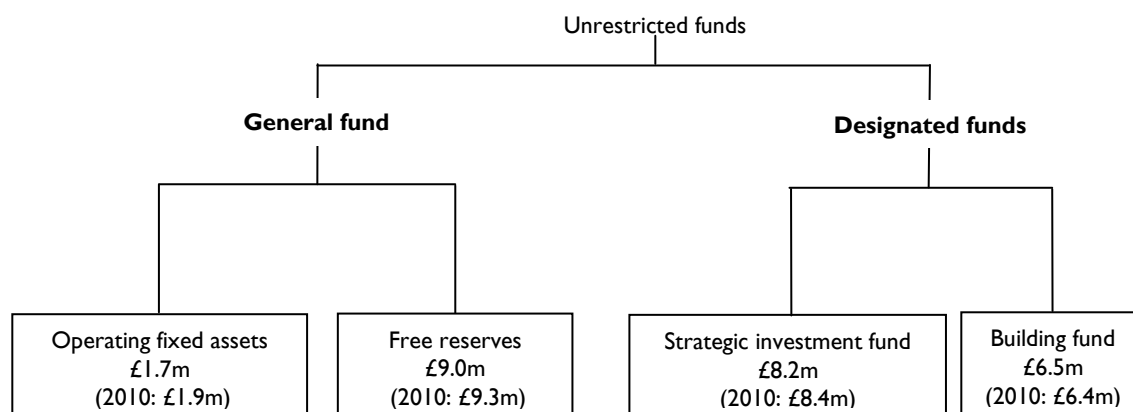 Unrestricted funds
General fund
Designated funds
Operating fixed assets
£1.7m
(2010: £1.9m)
Free reserves
£9.0m
(2010: £9.3m)
Strategic investment fund
£8.2m
(2010: £8.4m)
Building fund
£6.5m
(2010: £6.4m)